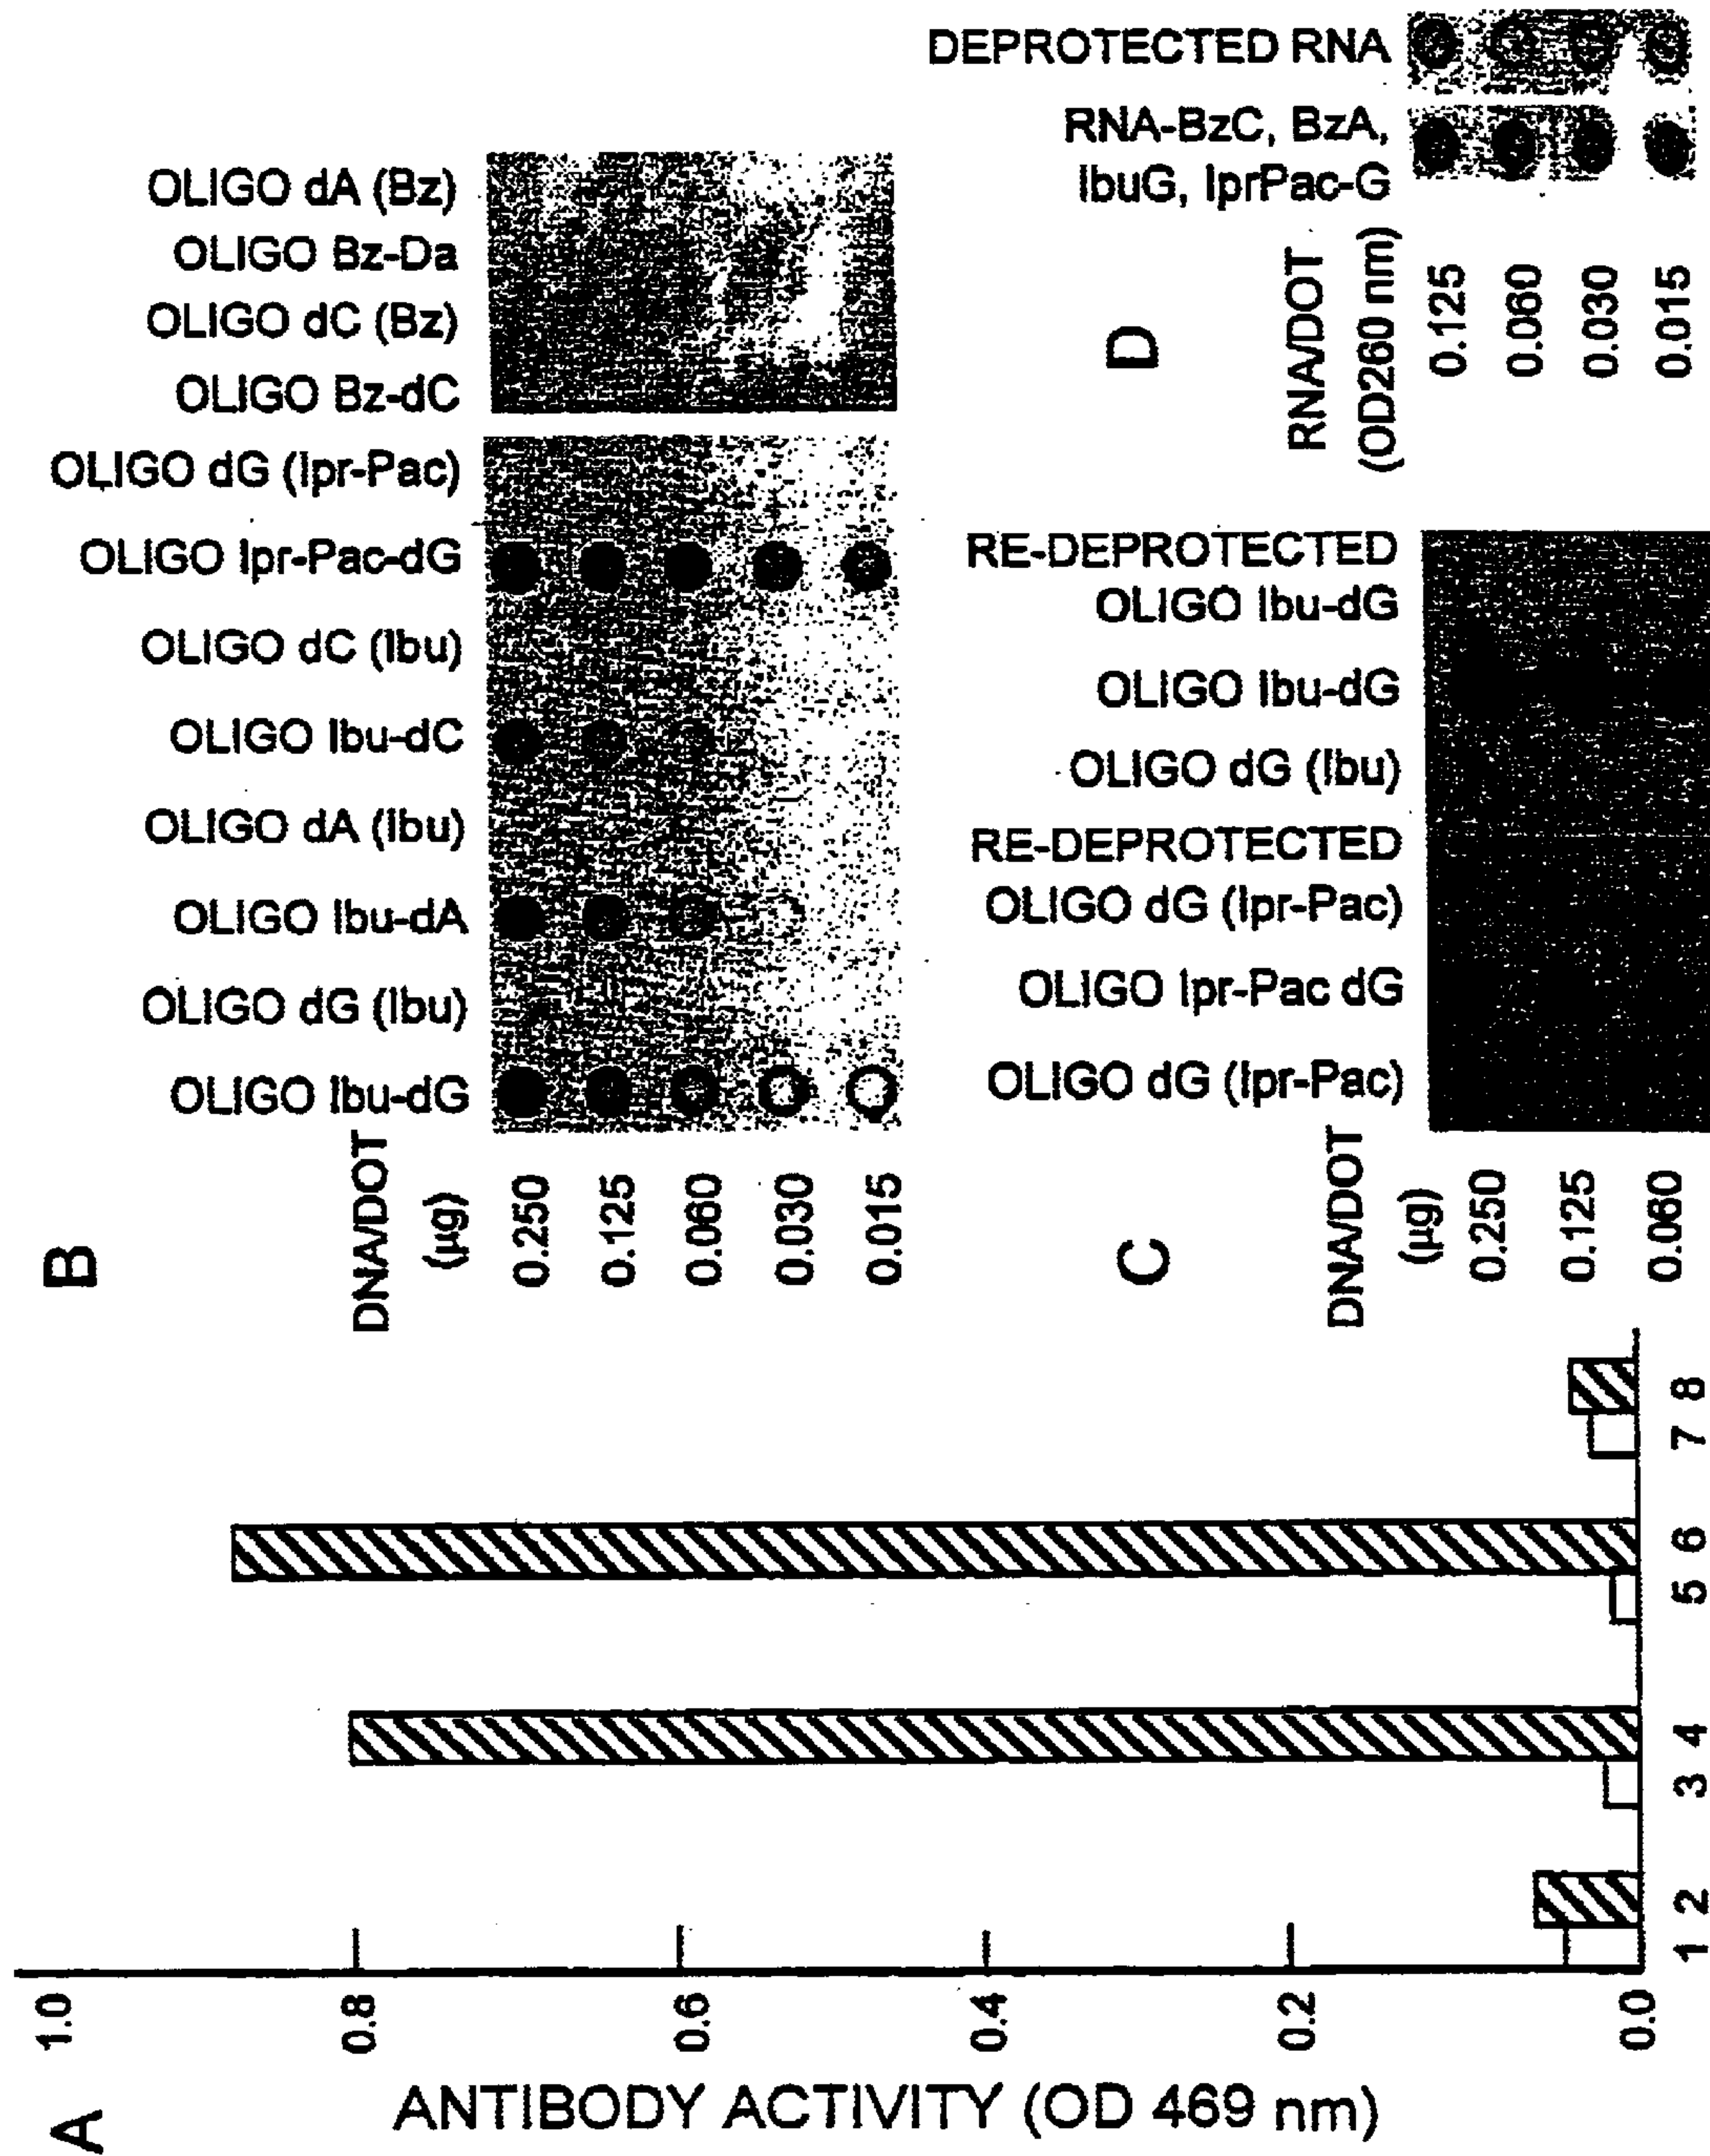 A
ANTIBODY ACTIVITY (OD 469 nm)
1.0
0.8
0.6
0.4
0.2
0.0
1 2 3 4 5 6 7 8
B
DNA/DOT
(µg)
0.250
0.125
0.060
0.030
0.015
OLIGO Ibu-dG
OLIGO dG (Ibu)
OLIGO Ibu-dA
OLIGO dA (Ibu)
OLIGO Ibu-dC
OLIGO dC (Ibu)
OLIGO Ipr-Pac-dG
OLIGO dG (Ipr-Pac)
OLIGO Bz-dC
OLIGO dC (Bz)
OLIGO Bz-Da
OLIGO dA (Bz)
C
DNA/DOT
(µg)
0.250
0.125
0.060
OLIGO dG (Ipr-Pac)
OLIGO Ipr-Pac dG
RE-DEPROTECTED
OLIGO dG (Ipr-Pac)
OLIGO dG (Ibu)
OLIGO Ibu-dG
RE-DEPROTECTED
OLIGO Ibu-dG
D
RNA/DOT
(OD260 nm)
0.125
0.060
0.030
0.015
RNA-BzC, BzA,
IbuG, IprPac-G
DEPROTECTED RNA